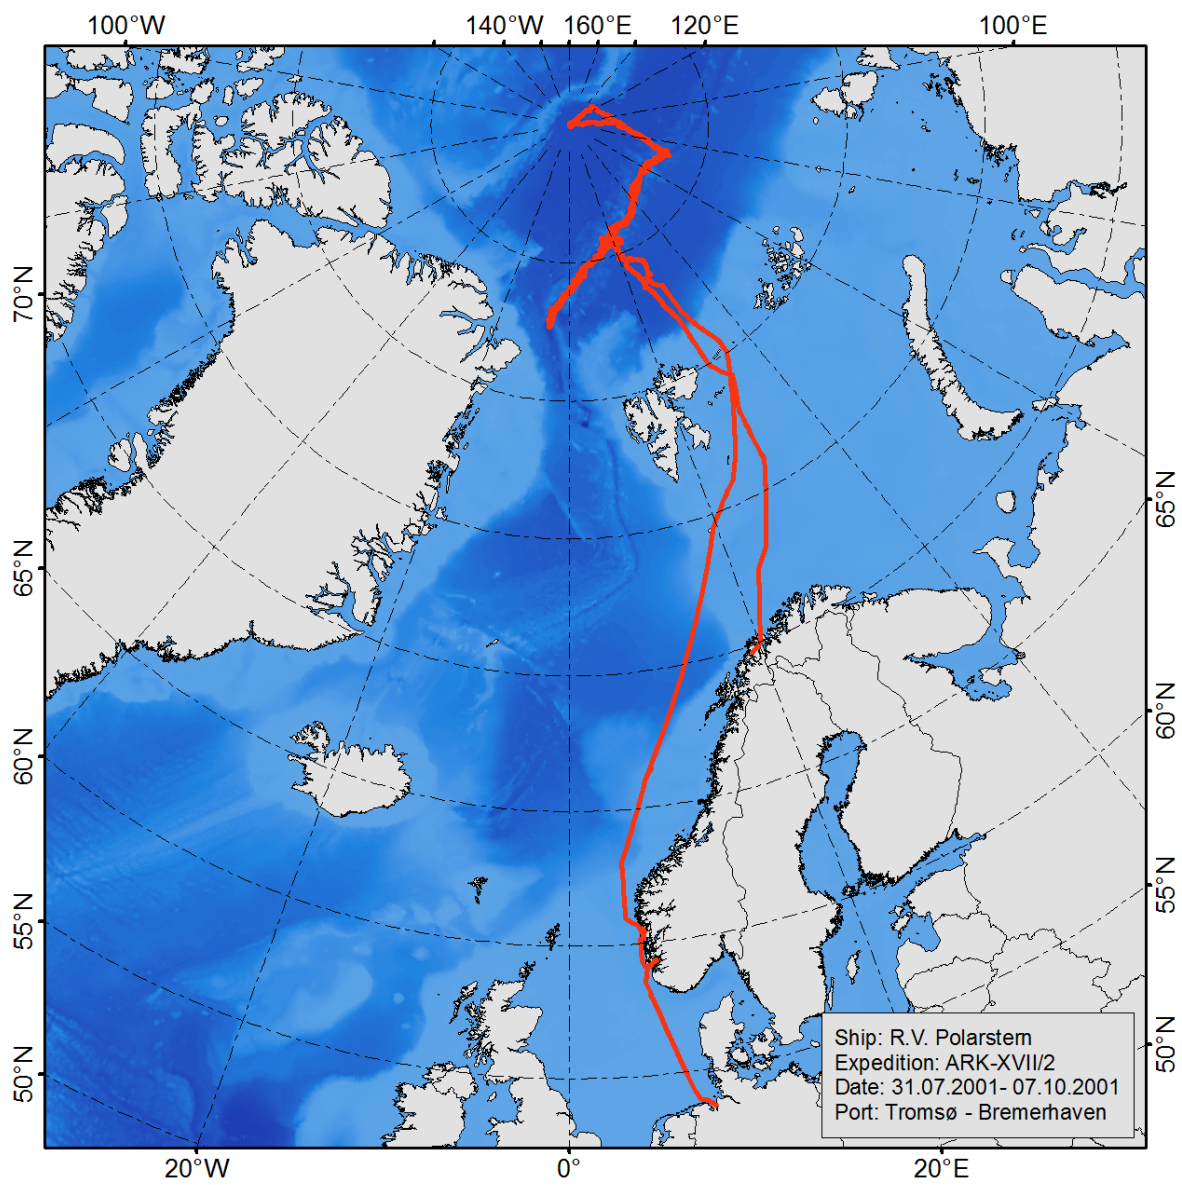 100°W
140°W
160°E
120°E
100°E
70°N
65°N
60°N
55°N
50°N
65°N
60°N
55°N
50°N
Ship: R.V. Polarstern
Expedition: ARK-XVII/2
Date: 31.07.2001- 07.10.2001
Port: Tromsø - Bremerhaven
20°W
0°
20°E